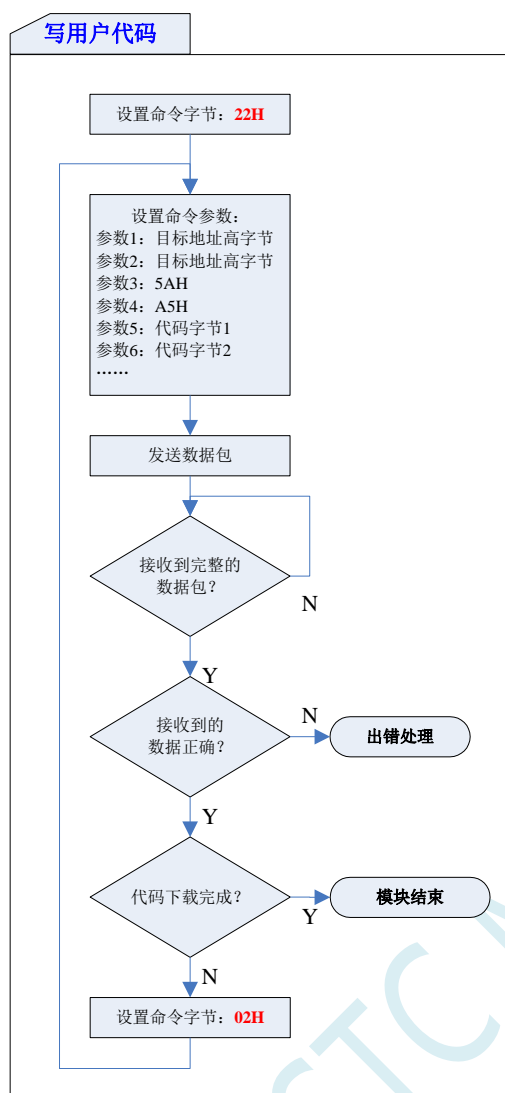 写用户代码
设置命令字节：22H
设置命令参数：
参数1：目标地址高字节
参数2：目标地址高字节
参数3：5AH
参数4：A5H
参数5：代码字节1
参数6：代码字节2
……
发送数据包
接收到完整的
数据包？
N
Y
接收到的
数据正确？
N
出错处理
Y
代码下载完成？
Y
模块结束
N
设置命令字节：02H
STC